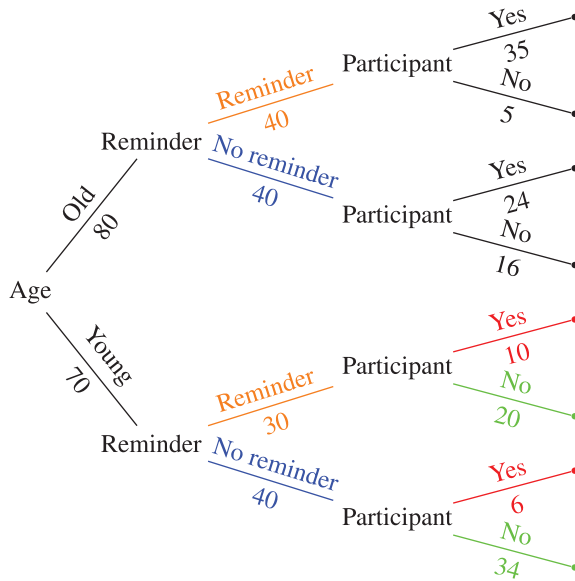 Yes
35
Participant
No
5
Reminder
40
Reminder
No reminder
40
Yes
24
Participant
No
16
Old
80
Age
Young
70
Yes
10
Participant
No
20
Reminder
30
Reminder
No reminder
40
Yes
6
Participant
No
34